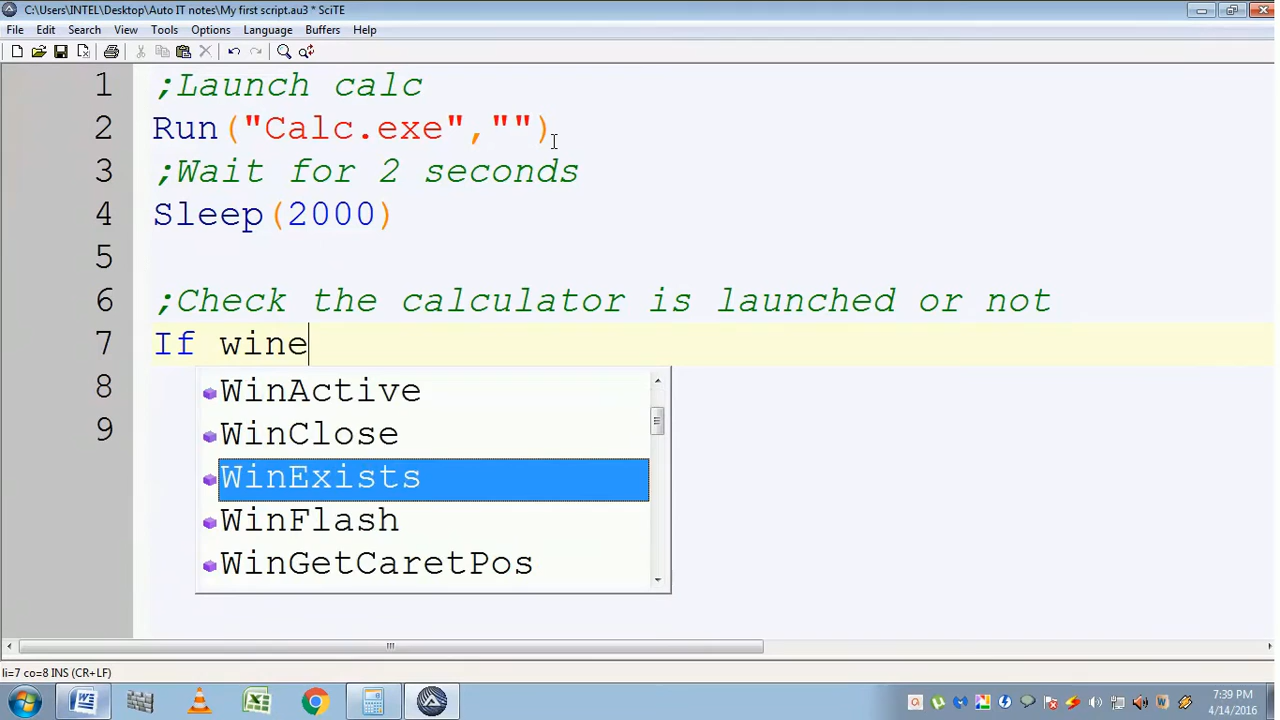 C:\Users\INTEL\Desktop\Auto IT notes\My first script.au3 * SciTE
File Edit Search View Tools Options Language Buffers Help
1 ;Launch calc
2 Run("Calc.exe","")
3 ;Wait for 2 seconds
4 Sleep(2000)
5
6 ;Check the calculator is launched or not
7 If wine
8 WinActive
9 WinClose
WinExists
WinFlash
WinGetCaretPos
li=7 co=8 INS (CR+LF)
7:39 PM
4/14/2016